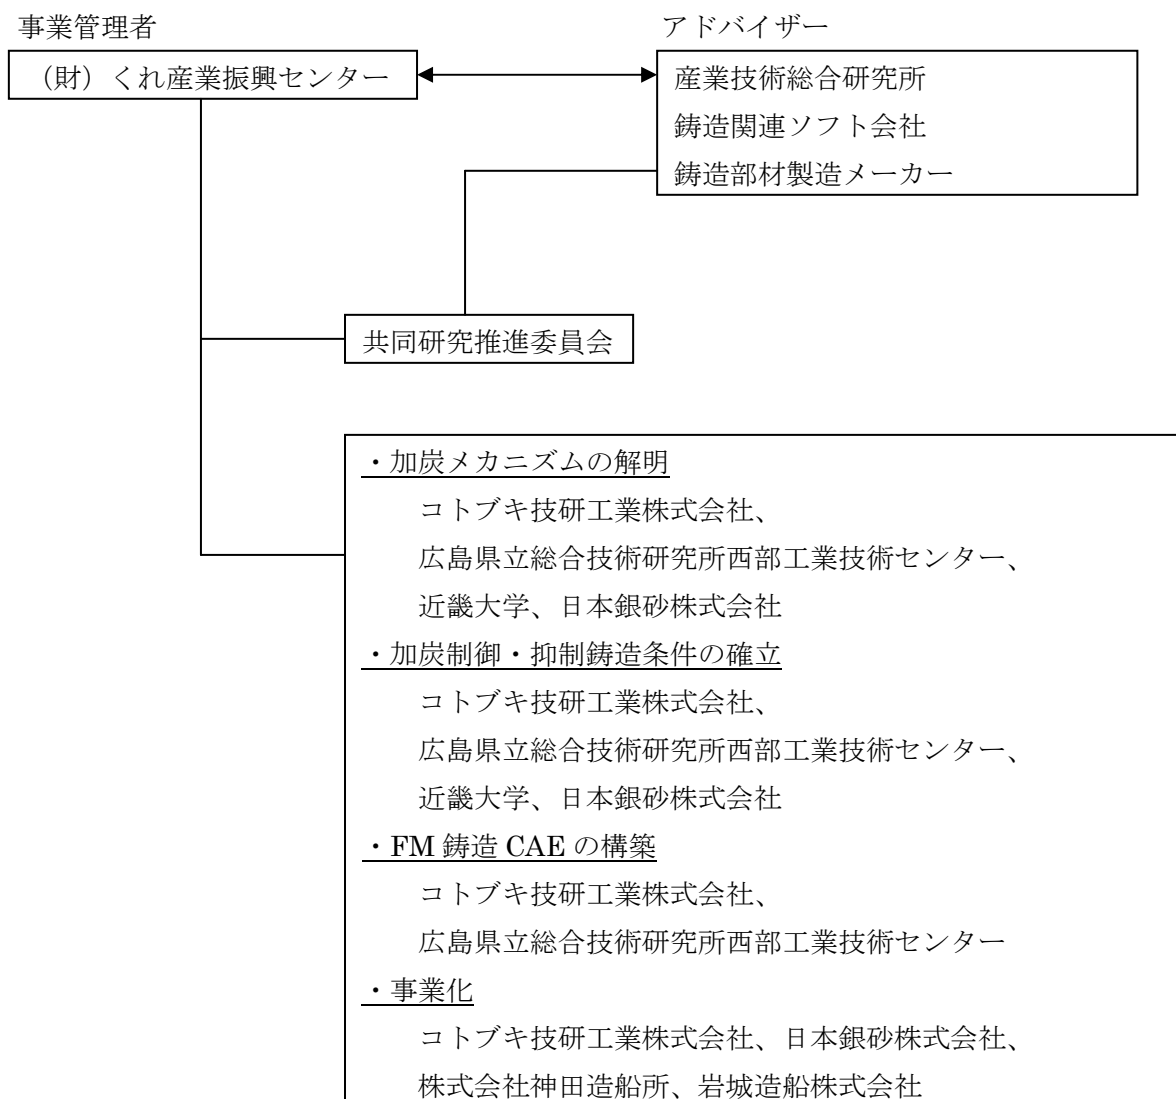 事業管理者
アドバイザー
（財）くれ産業振興センター
産業技術総合研究所
鋳造関連ソフト会社
鋳造部材製造メーカー
共同研究推進委員会
・加炭メカニズムの解明
コトブキ技研工業株式会社、
広島県立総合技術研究所西部工業技術センター、
近畿大学、日本銀砂株式会社
・加炭制御・抑制鋳造条件の確立
コトブキ技研工業株式会社、
広島県立総合技術研究所西部工業技術センター、
近畿大学、日本銀砂株式会社
・FM 鋳造 CAE の構築
コトブキ技研工業株式会社、
広島県立総合技術研究所西部工業技術センター
・事業化
コトブキ技研工業株式会社、日本銀砂株式会社、
株式会社神田造船所、岩城造船株式会社